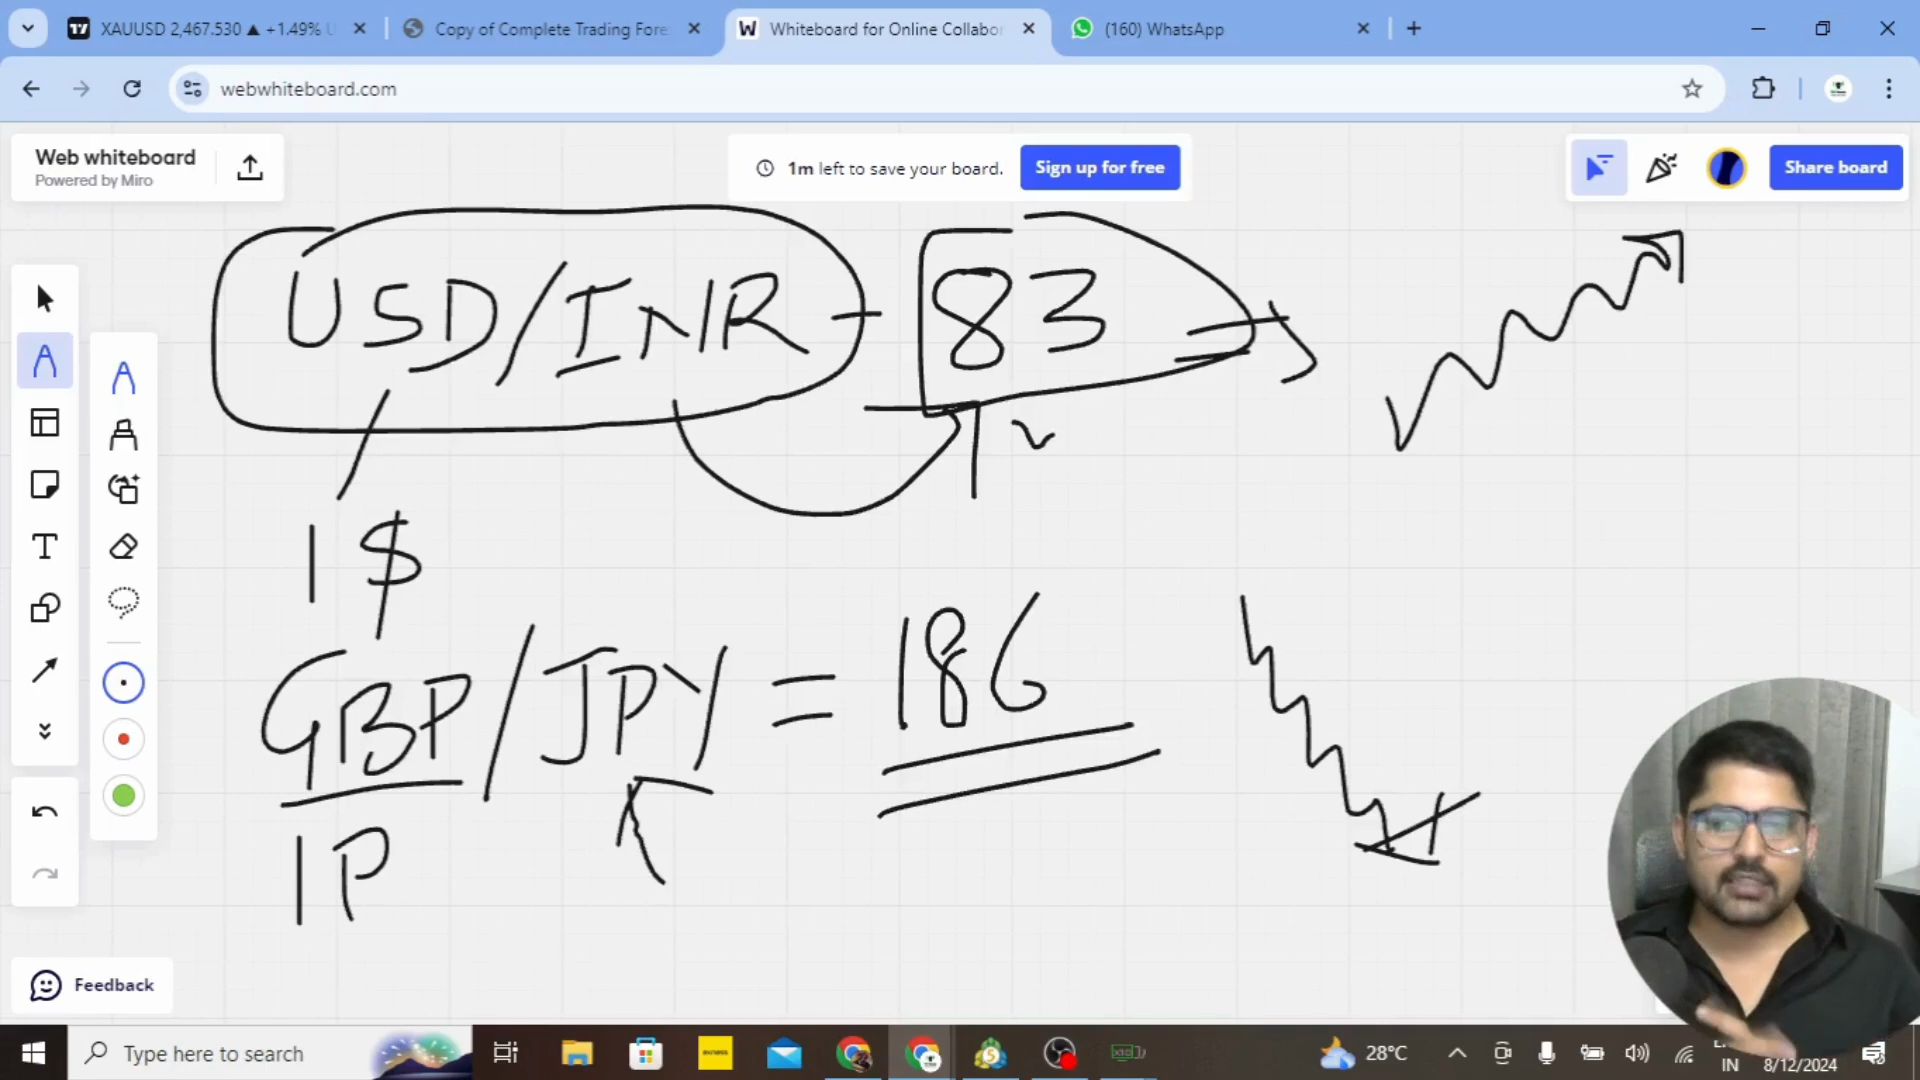 XAUUSD 2,467.530 ▲ +1.49% U
Copy of Complete Trading Fore
Whiteboard for Online Collabor
(160) WhatsApp
webwhiteboard.com
Web whiteboard
Powered by Miro
1m left to save your board.
Sign up for free
Share board
USD/INR - 83
1 $
GBP/JPY = 186
1P
T
Feedback
Type here to search
28°C
IN
8/12/2024